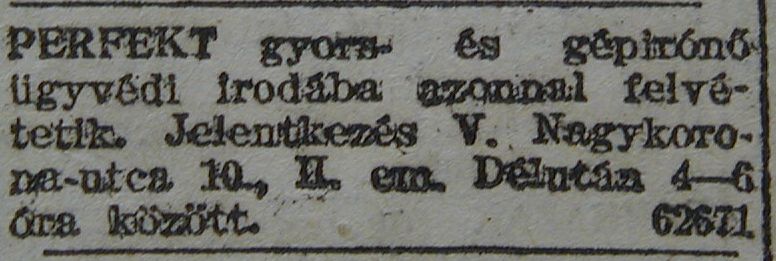 PERFEKT gyors- és gépirónő
ügyvédi irodába azonnal felvé-
tetik. Jelentkezés V. Nagykoro-
na-utca 10., II. em. Délután 4—6
óra között. 62671